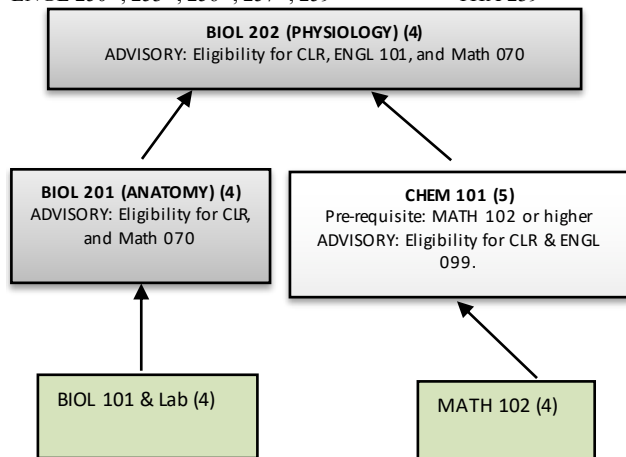 BIOL 202 (PHYSIOLOGY) (4)
ADVISORY: Eligibility for CLR, ENGL 101, and Math 070
BIOL 201 (ANATOMY) (4)
ADVISORY: Eligibility for CLR,
and Math 070
CHEM 101 (5)
Pre-requisite: MATH 102 or higher
ADVISORY: Eligibility for CLR & ENGL
099.
BIOL 101 & Lab (4)
MATH 102 (4)